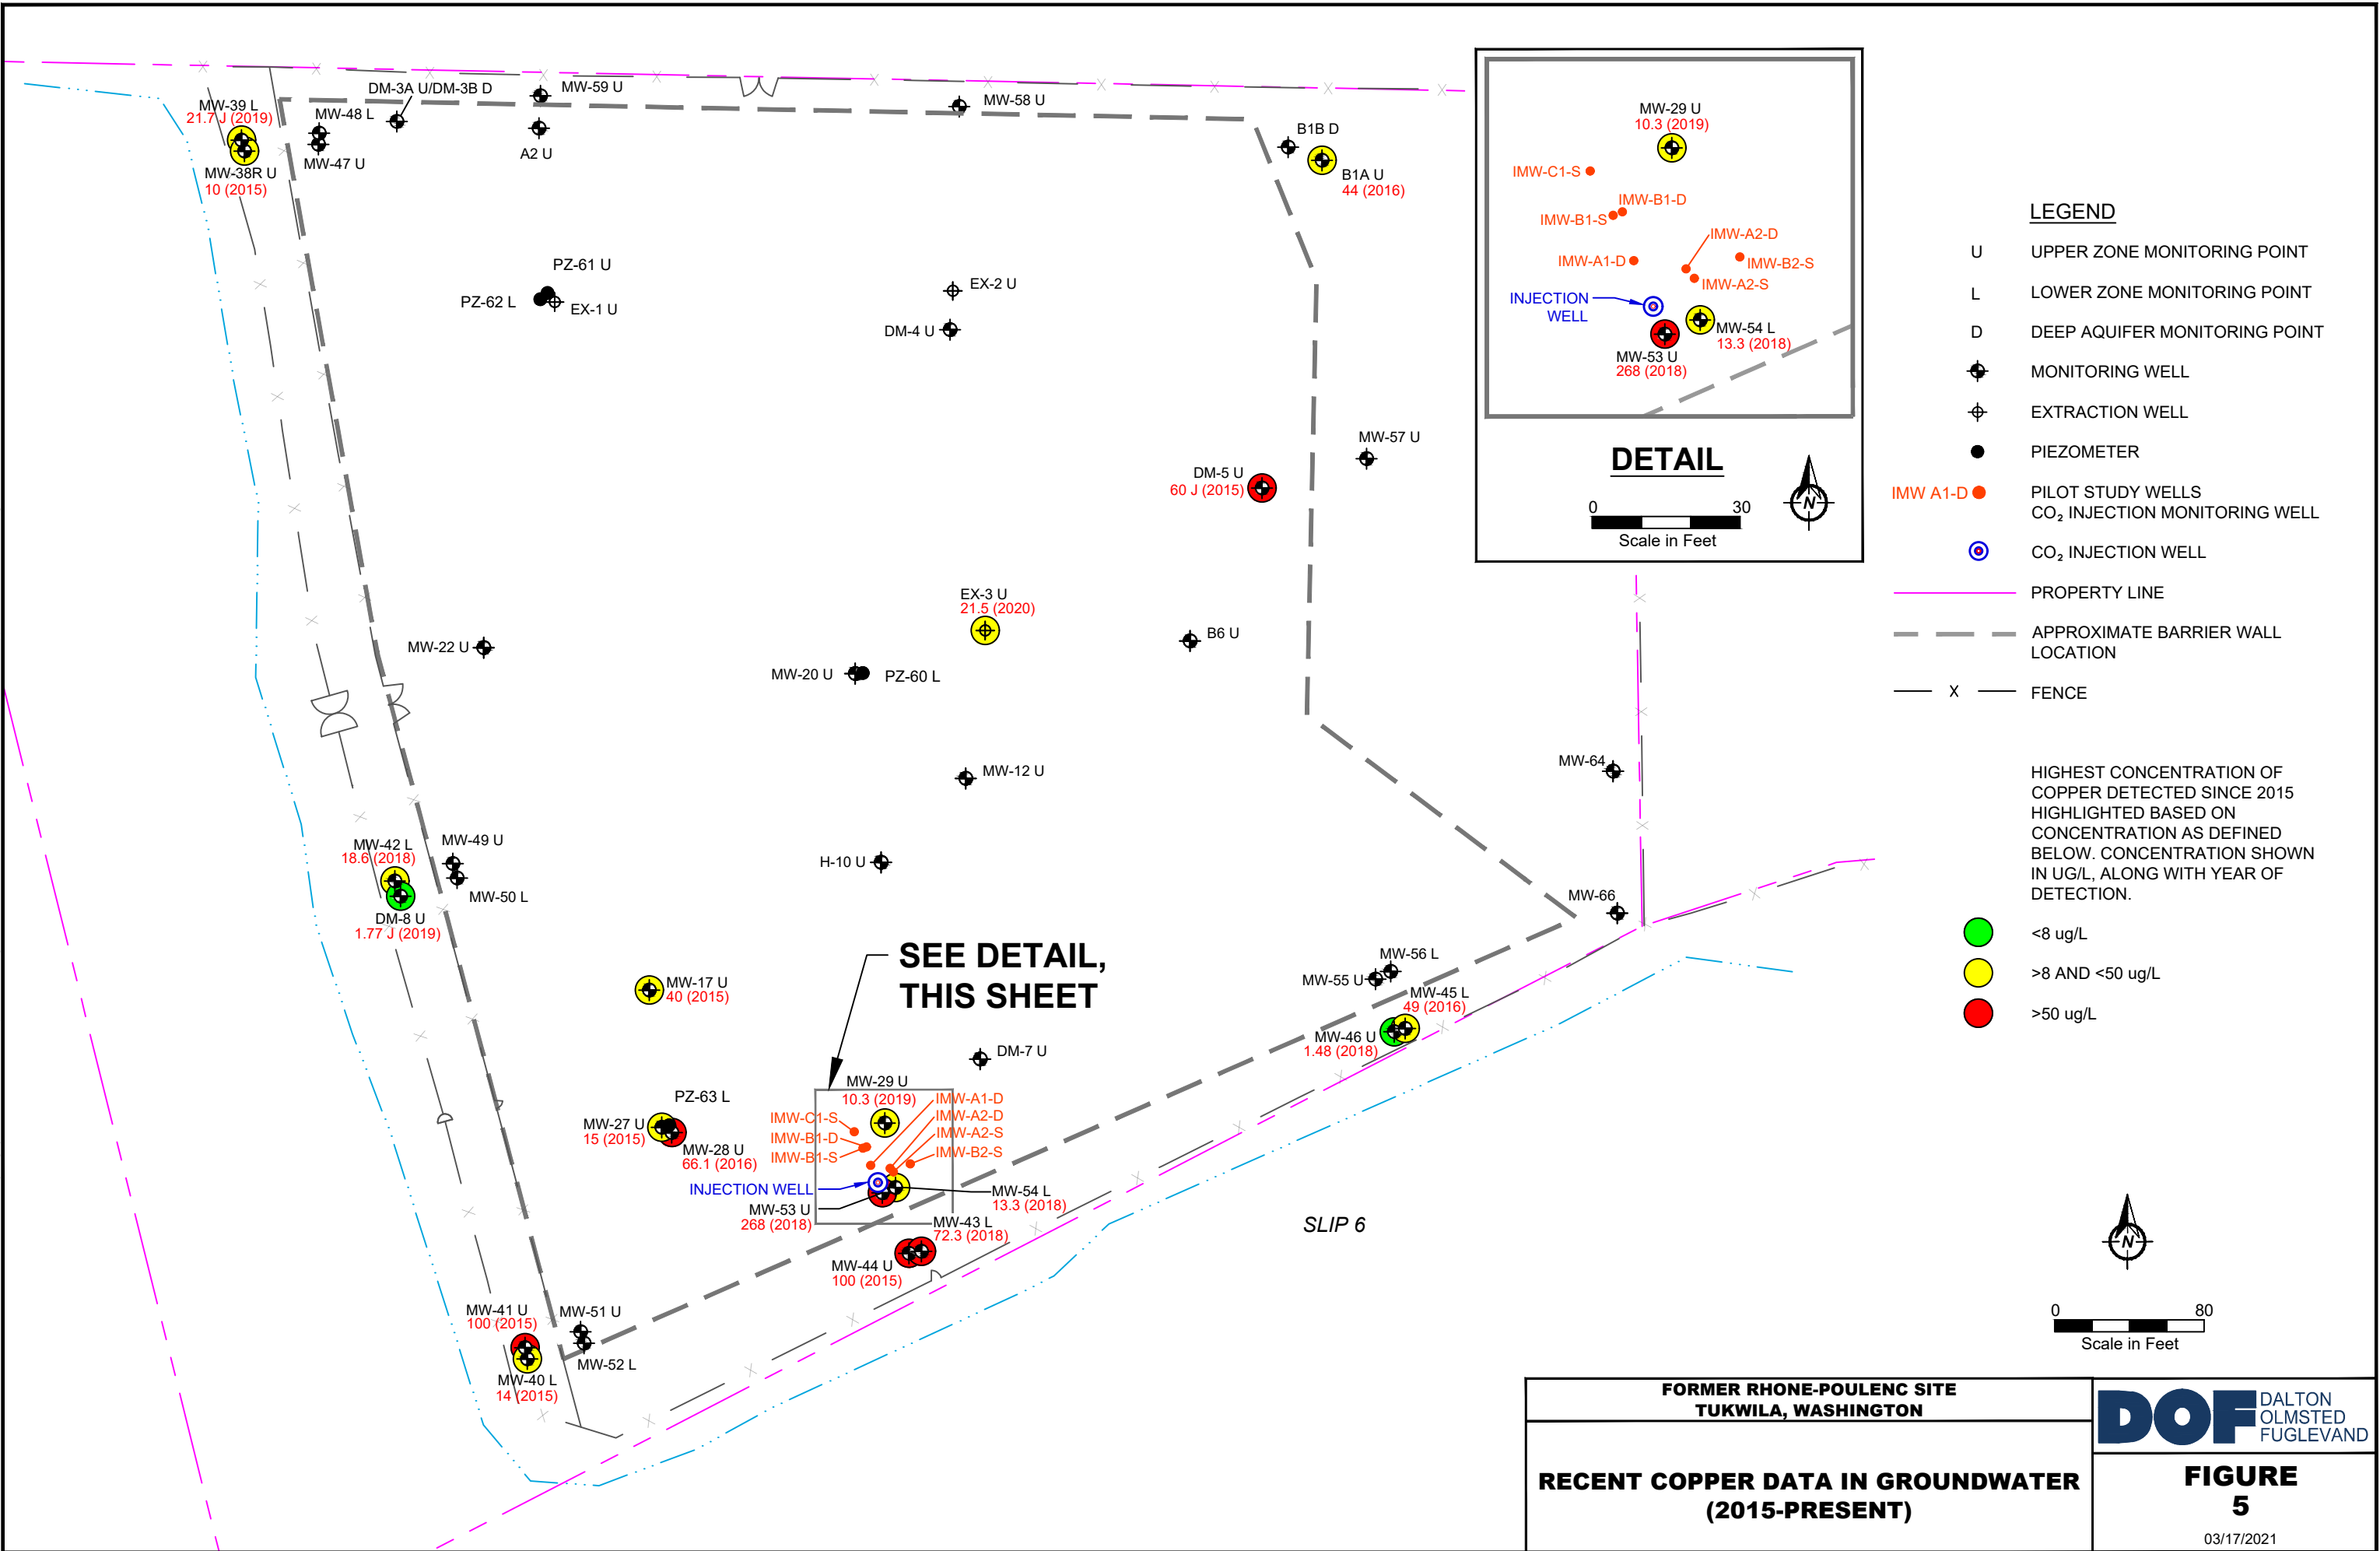 MW-39 L
21.7 J (2019)
MW-38R U
10 (2015)
MW-48 L
MW-47 U
DM-3A U/DM-3B D
MW-59 U
A2 U
MW-58 U
B1B D
B1A U
44 (2016)
PZ-61 U
PZ-62 L
EX-1 U
EX-2 U
DM-4 U
MW-57 U
DM-5 U
60 J (2015)
EX-3 U
21.5 (2020)
MW-22 U
MW-20 U
PZ-60 L
B6 U
MW-12 U
MW-64
H-10 U
MW-42 L
18.6 (2018)
MW-49 U
MW-50 L
DM-8 U
1.77 J (2019)
MW-66
MW-17 U
40 (2015)
SEE DETAIL,
THIS SHEET
MW-56 L
MW-55 U
MW-45 L
49 (2016)
MW-46 U
1.48 (2018)
DM-7 U
PZ-63 L
MW-27 U
15 (2015)
MW-28 U
66.1 (2016)
MW-29 U
10.3 (2019)
IMW-C1-S
IMW-B1-D
IMW-B1-S
IMW-A1-D
IMW-A2-D
IMW-A2-S
IMW-B2-S
INJECTION WELL
MW-53 U
268 (2018)
MW-54 L
13.3 (2018)
MW-43 L
72.3 (2018)
MW-44 U
100 (2015)
MW-41 U
100 (2015)
MW-51 U
MW-52 L
MW-40 L
14 (2015)
SLIP 6
MW-29 U
10.3 (2019)
IMW-C1-S
IMW-B1-D
IMW-B1-S
IMW-A2-D
IMW-A1-D
IMW-B2-S
IMW-A2-S
INJECTION
WELL
MW-54 L
13.3 (2018)
MW-53 U
268 (2018)
DETAIL
0 30
Scale in Feet
N
LEGEND
U UPPER ZONE MONITORING POINT
L LOWER ZONE MONITORING POINT
D DEEP AQUIFER MONITORING POINT
MONITORING WELL
EXTRACTION WELL
PIEZOMETER
IMW A1-D PILOT STUDY WELLS
CO₂ INJECTION MONITORING WELL
CO₂ INJECTION WELL
PROPERTY LINE
APPROXIMATE BARRIER WALL
LOCATION
X FENCE
HIGHEST CONCENTRATION OF
COPPER DETECTED SINCE 2015
HIGHLIGHTED BASED ON
CONCENTRATION AS DEFINED
BELOW. CONCENTRATION SHOWN
IN UG/L, ALONG WITH YEAR OF
DETECTION.
<8 ug/L
>8 AND <50 ug/L
>50 ug/L
N
0 80
Scale in Feet
FORMER RHONE-POULENC SITE
TUKWILA, WASHINGTON
RECENT COPPER DATA IN GROUNDWATER
(2015-PRESENT)
DOF
DALTON
OLMSTED
FUGLEVAND
FIGURE
5
03/17/2021